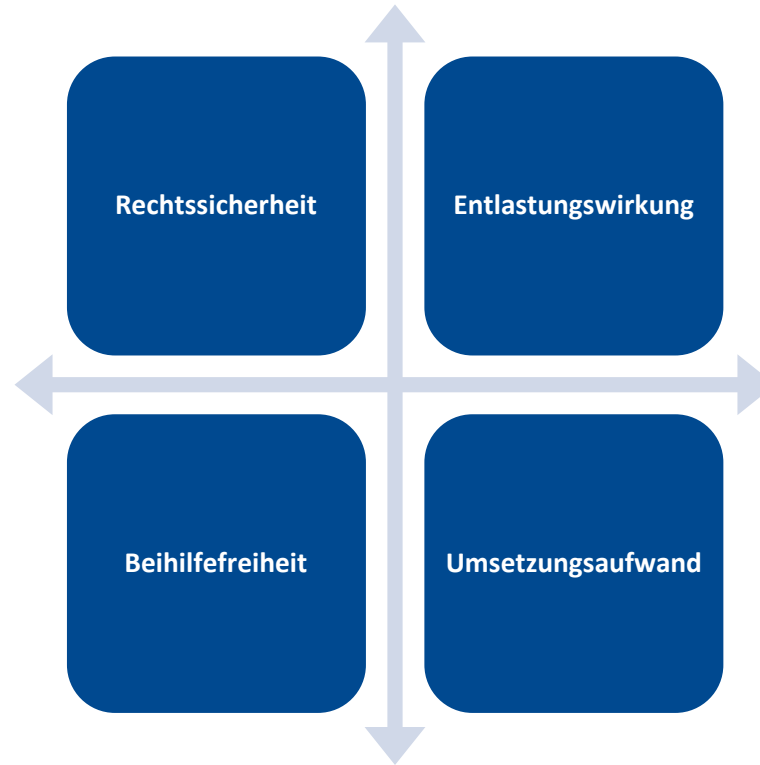 Rechtssicherheit
Entlastungswirkung
Beihilfefreiheit
Umsetzungsaufwand